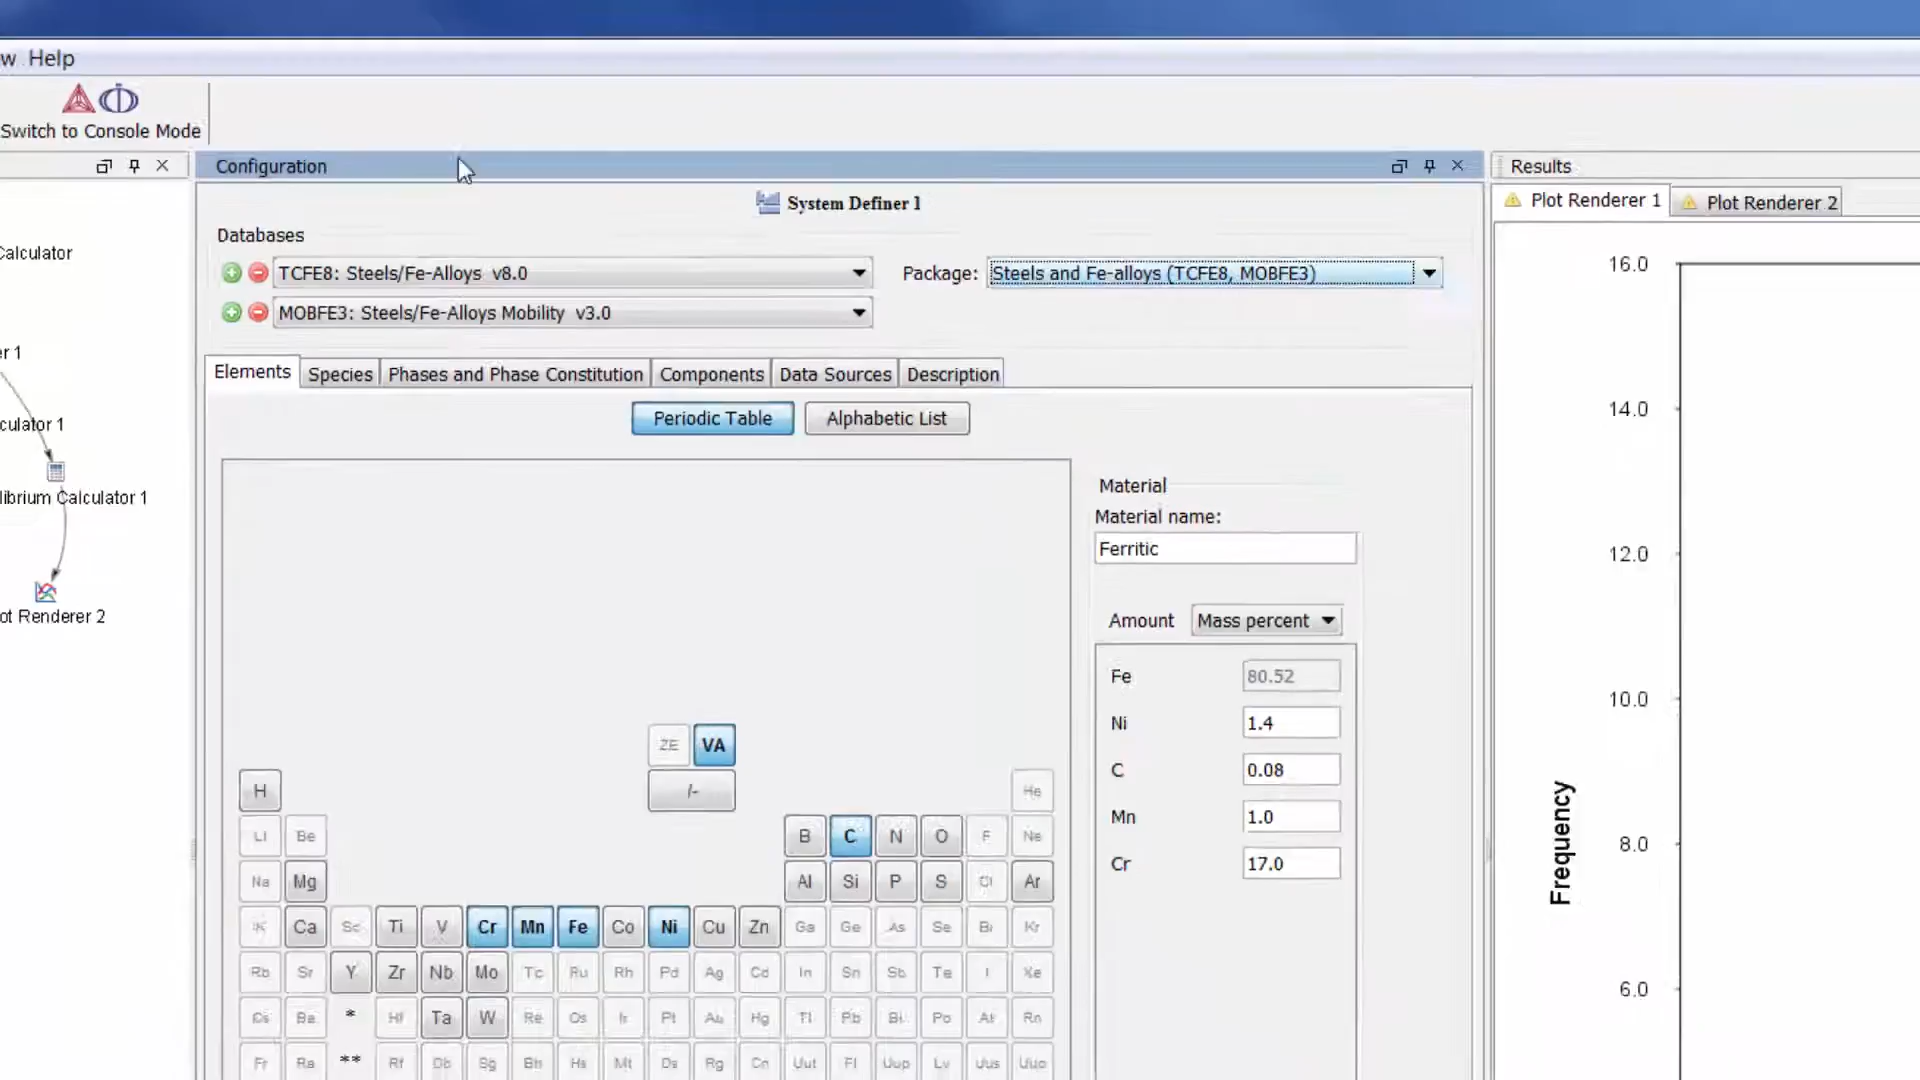 w Help
Switch to Console Mode
Configuration
Results
System Definer 1
Plot Renderer 1
Plot Renderer 2
Databases
Calculator
TCFE8: Steels/Fe-Alloys v8.0
Package: Steels and Fe-alloys (TCFE8, MOBFE3)
MOBFE3: Steels/Fe-Alloys Mobility v3.0
er 1
Elements Species Phases and Phase Constitution Components Data Sources Description
Periodic Table Alphabetic List
culator 1
librium Calculator 1
ot Renderer 2
Material
Material name:
Ferritic
Amount Mass percent
Fe 80.52
Ni 1.4
C 0.08
Mn 1.0
Cr 17.0
ZE VA
H /- He
Li Be B C N O F Ne
Na Mg Al Si P S Cl Ar
K Ca Sc Ti V Cr Mn Fe Co Ni Cu Zn Ga Ge As Se Br Kr
Rb Sr Y Zr Nb Mo Tc Ru Rh Pd Ag Cd In Sn Sb Te I Xe
Cs Ba * Hf Ta W Re Os Ir Pt Au Hg Tl Pb Bi Po At Rn
Fr Ra ** Rf Db Sg Bh Hs Mt Ds Rg Cn Uut Fl Uup Lv Uus Uuo
16.0
14.0
12.0
10.0
8.0
6.0
Frequency